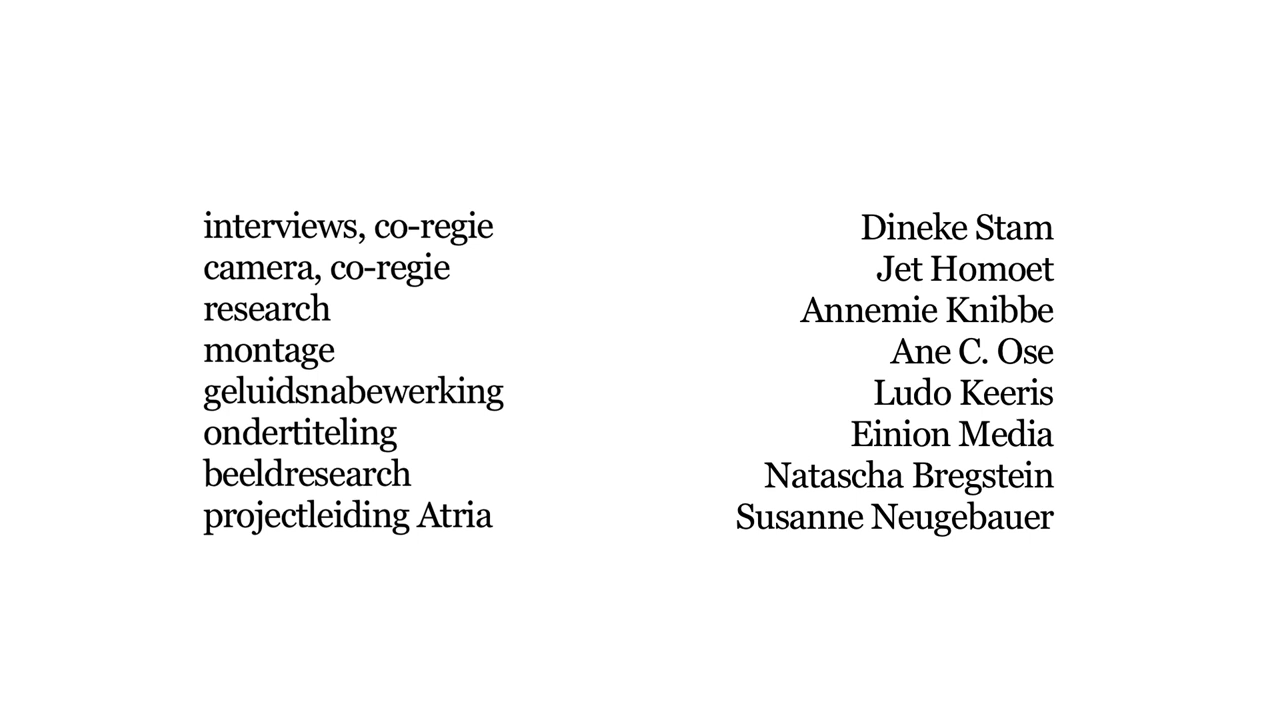 interviews, co-regie Dineke Stam
camera, co-regie Jet Homoet
research Annemie Knibbe
montage Ane C. Ose
geluidsnabewerking Ludo Keeris
ondertiteling Einion Media
beeldresearch Natascha Bregstein
projectleiding Atria Susanne Neugebauer